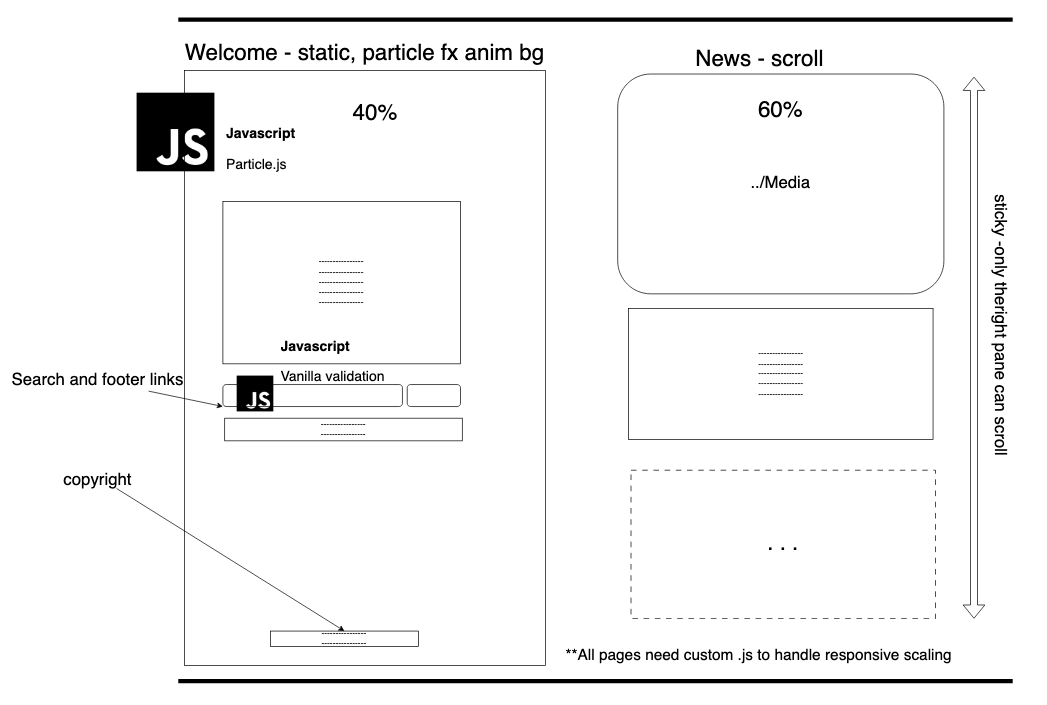 Welcome - static, particle fx anim bg
40%
JS
Javascript
Particle.js
Javascript
Vanilla validation
JS
Search and footer links
copyright
News - scroll
60%
../Media
. . .
sticky -only theright pane can scroll
**All pages need custom .js to handle responsive scaling